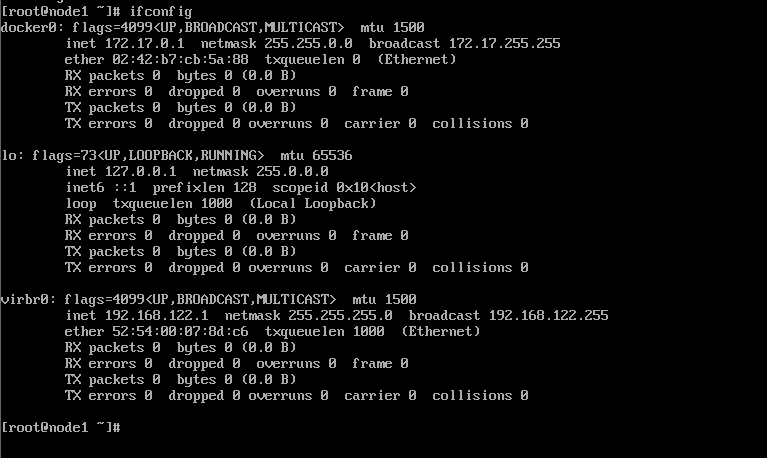 [root@node1 ~]# ifconfig
docker0: flags=4099<UP,BROADCAST,MULTICAST>  mtu 1500
        inet 172.17.0.1  netmask 255.255.0.0  broadcast 172.17.255.255
        ether 02:42:b7:cb:5a:88  txqueuelen 0  (Ethernet)
        RX packets 0  bytes 0 (0.0 B)
        RX errors 0  dropped 0  overruns 0  frame 0
        TX packets 0  bytes 0 (0.0 B)
        TX errors 0  dropped 0 overruns 0  carrier 0  collisions 0

lo: flags=73<UP,LOOPBACK,RUNNING>  mtu 65536
        inet 127.0.0.1  netmask 255.0.0.0
        inet6 ::1  prefixlen 128  scopeid 0x10<host>
        loop  txqueuelen 1000  (Local Loopback)
        RX packets 0  bytes 0 (0.0 B)
        RX errors 0  dropped 0  overruns 0  frame 0
        TX packets 0  bytes 0 (0.0 B)
        TX errors 0  dropped 0 overruns 0  carrier 0  collisions 0

virbr0: flags=4099<UP,BROADCAST,MULTICAST>  mtu 1500
        inet 192.168.122.1  netmask 255.255.255.0  broadcast 192.168.122.255
        ether 52:54:00:07:8d:c6  txqueuelen 1000  (Ethernet)
        RX packets 0  bytes 0 (0.0 B)
        RX errors 0  dropped 0  overruns 0  frame 0
        TX packets 0  bytes 0 (0.0 B)
        TX errors 0  dropped 0 overruns 0  carrier 0  collisions 0

[root@node1 ~]#